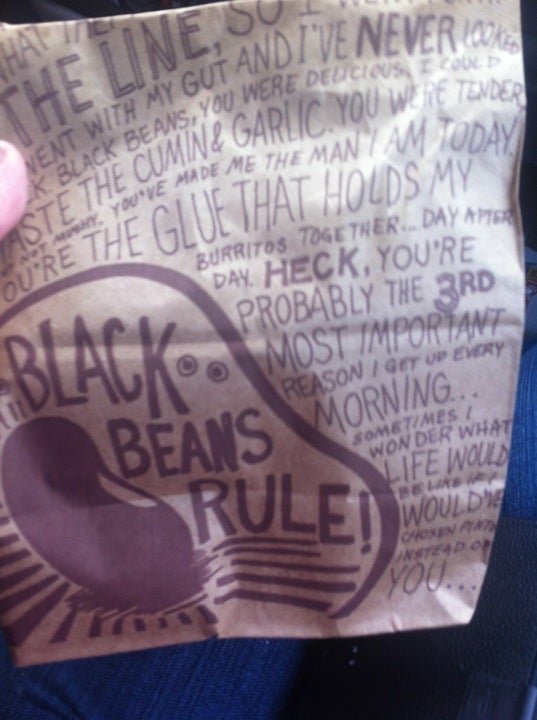 THE LINE, SO I
WENT WITH MY GUT AND I'VE NEVER LOOKED
BLACK BEANS, YOU WERE DELICIOUS, I COULD
TASTE THE CUMIN & GARLIC. YOU WERE TENDER,
NOT MUSHY. YOU'VE MADE ME THE MAN I AM TODAY.
YOU'RE THE GLUE THAT HOLDS MY
BURRITOS TOGETHER... DAY AFTER
DAY. HECK, YOU'RE
PROBABLY THE 3RD
MOST IMPORTANT
REASON I GET UP EVERY
MORNING...
SOMETIMES I
WONDER WHAT
LIFE WOULD
BE LIKE IF I
WOULD'VE
CHOSEN PINTO
INSTEAD OF
YOU...
BLACK
BEANS
RULE!